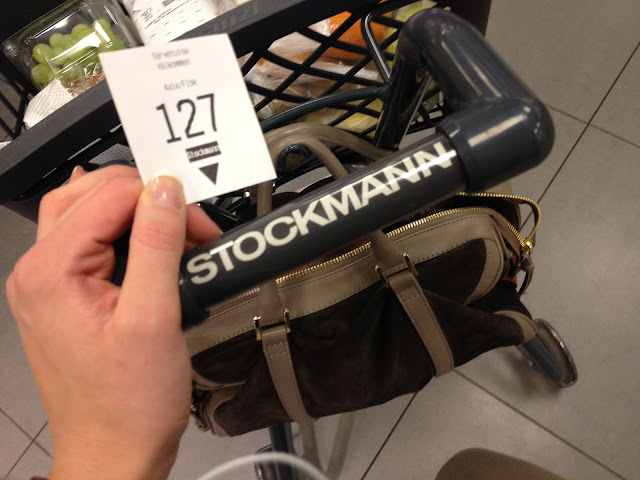 Tervetuloa
Välkommen
Kala/Fisk
127
Stockmann
STOCKMANN